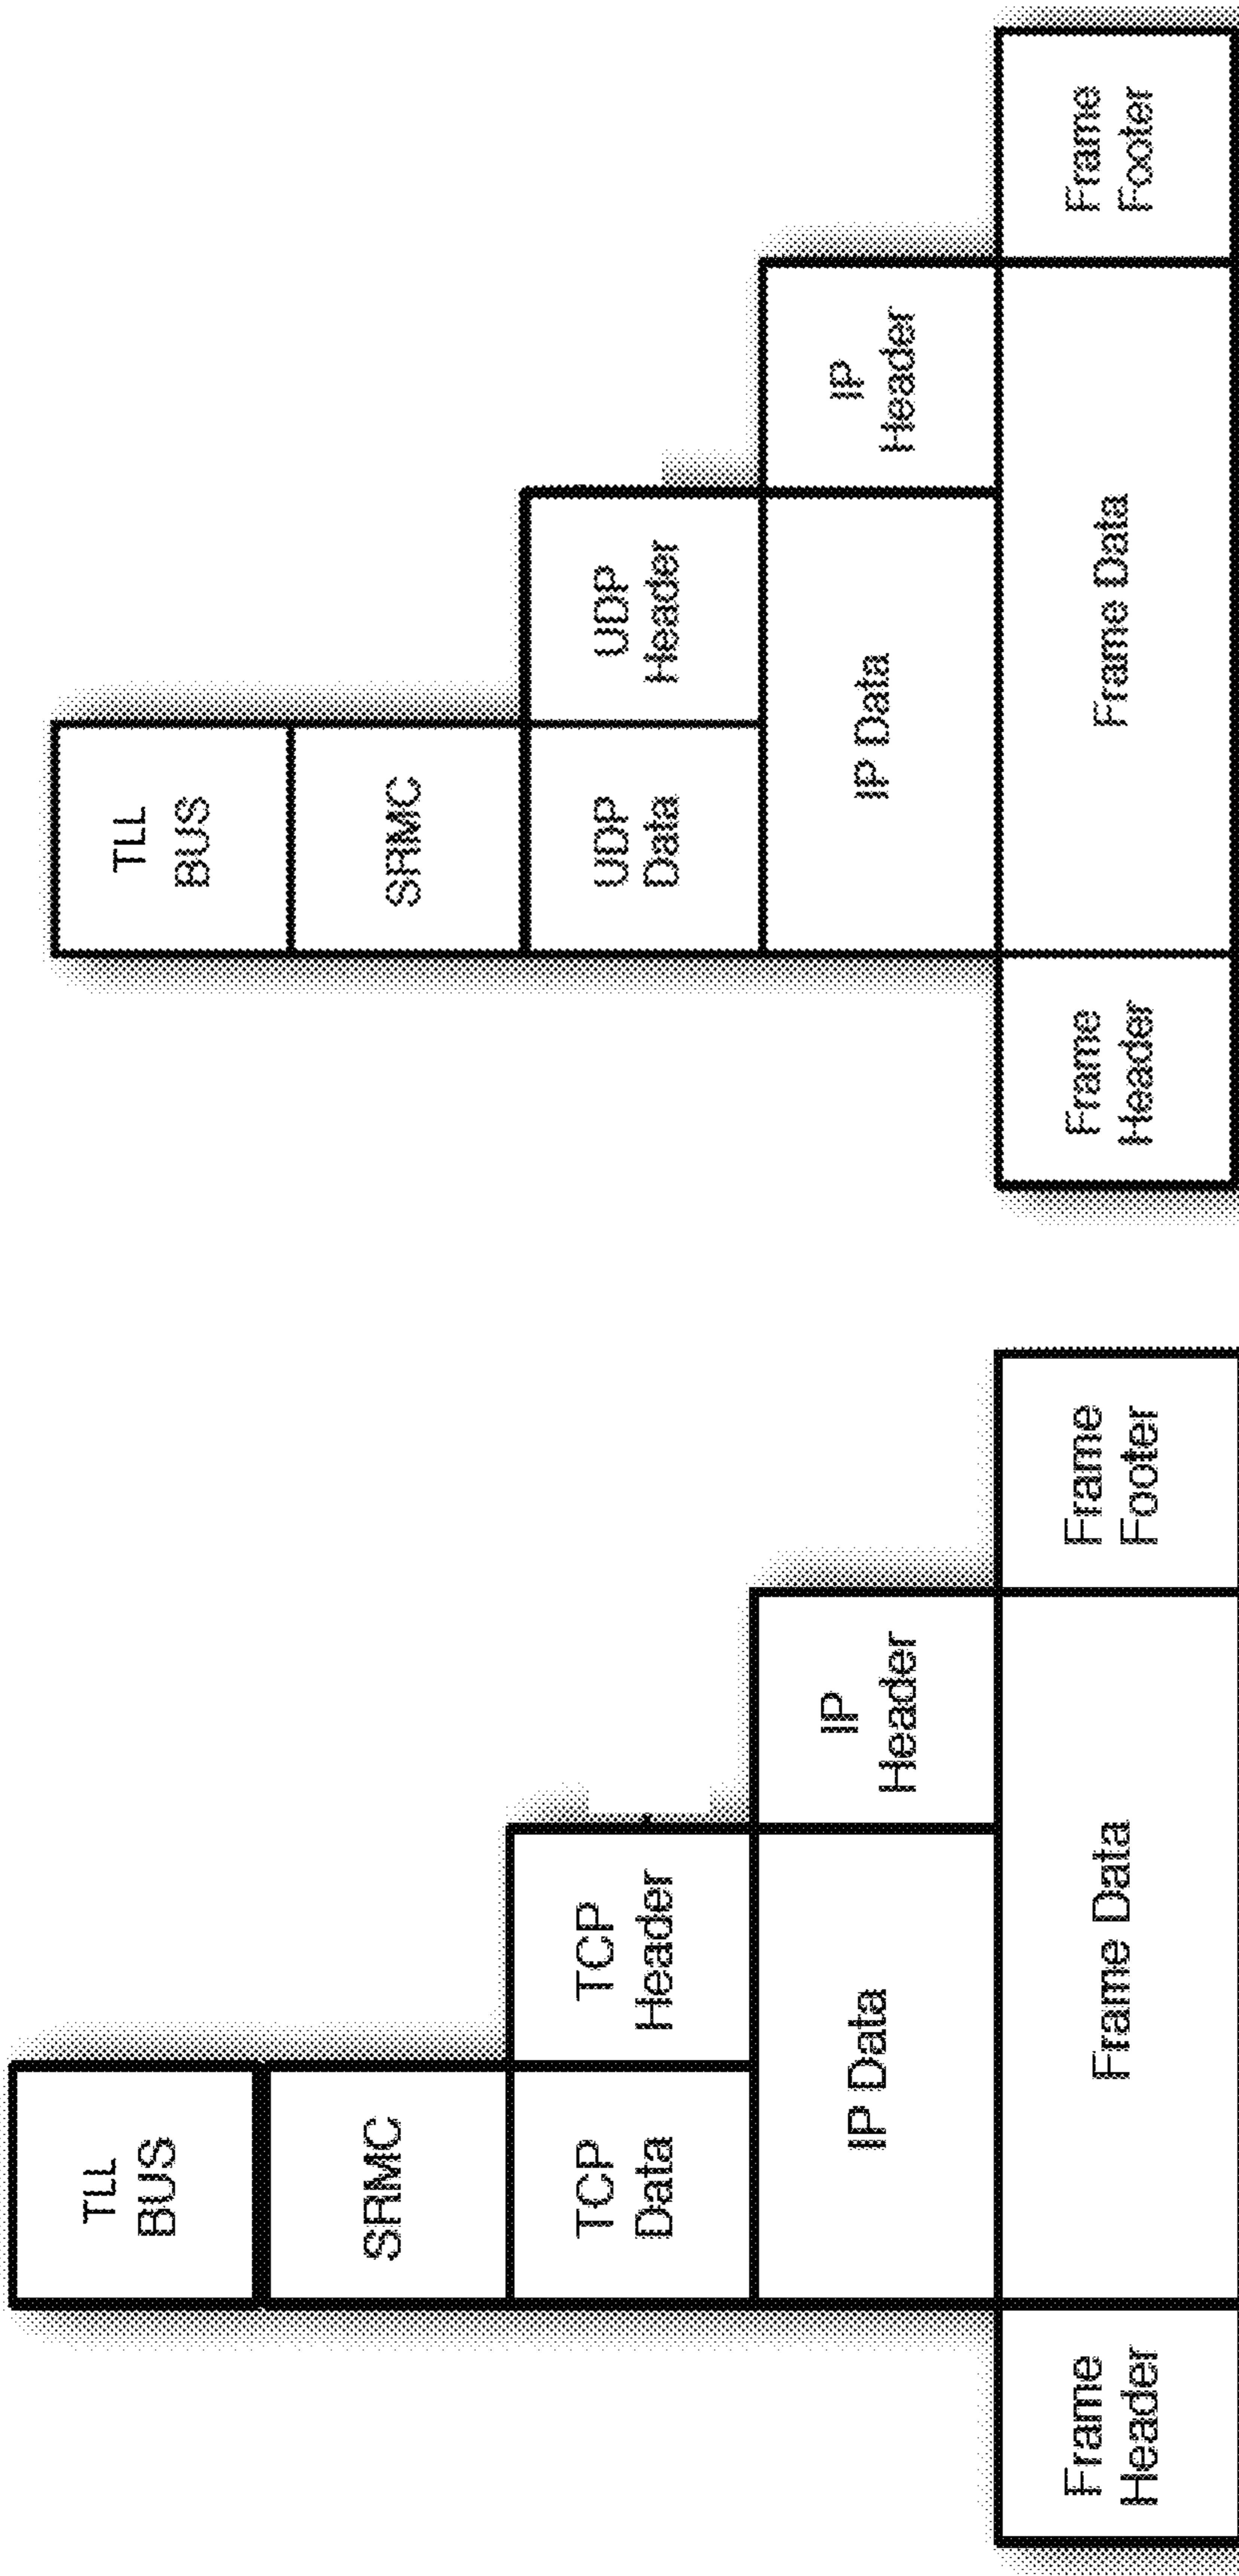 TLL
BUS
SRMC
TCP
Data
TCP
Header
IP Data
IP
Header
Frame
Header
Frame Data
Frame
Footer
TLL
BUS
SRMC
UDP
Data
UDP
Header
IP Data
IP
Header
Frame
Header
Frame Data
Frame
Footer